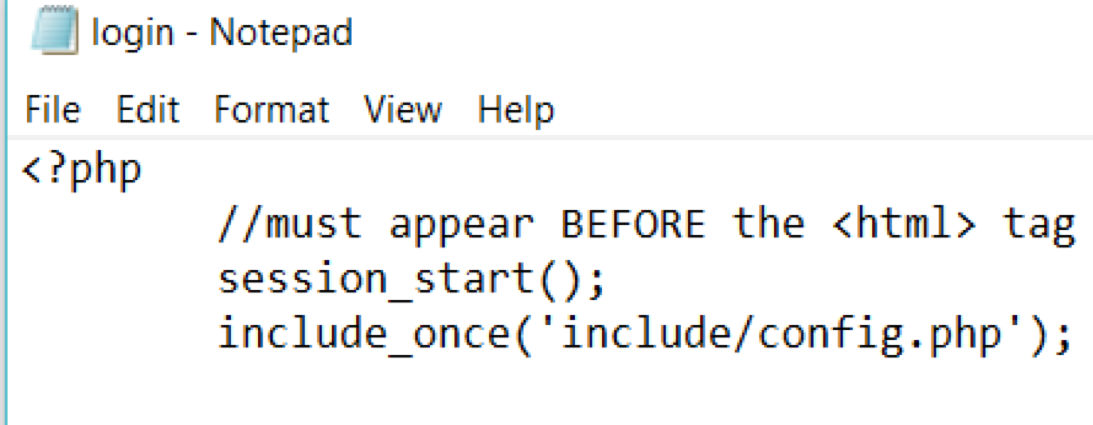 login - Notepad
File Edit Format View Help
<?php
//must appear BEFORE the <html> tag
session_start();
include_once('include/config.php');